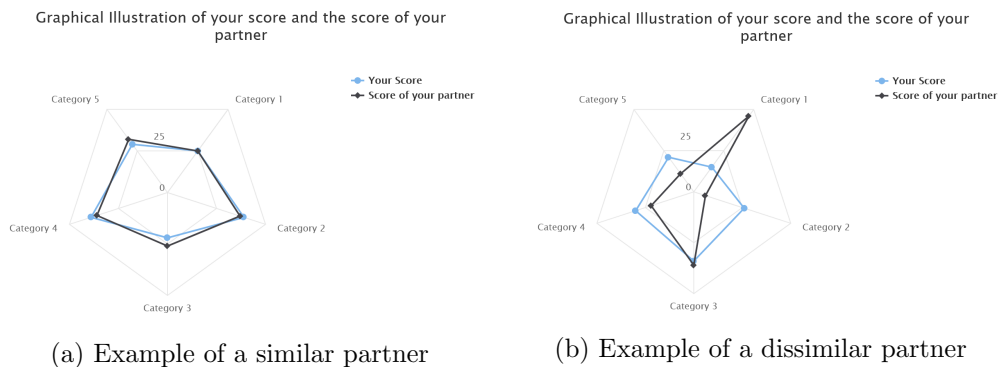 Graphical Illustration of your score and the score of your
partner
Your Score
Score of your partner
Category 5
Category 1
25
0
Category 4
Category 2
Category 3
(a) Example of a similar partner
Graphical Illustration of your score and the score of your
partner
Your Score
Score of your partner
Category 5
Category 1
25
0
Category 4
Category 2
Category 3
(b) Example of a dissimilar partner